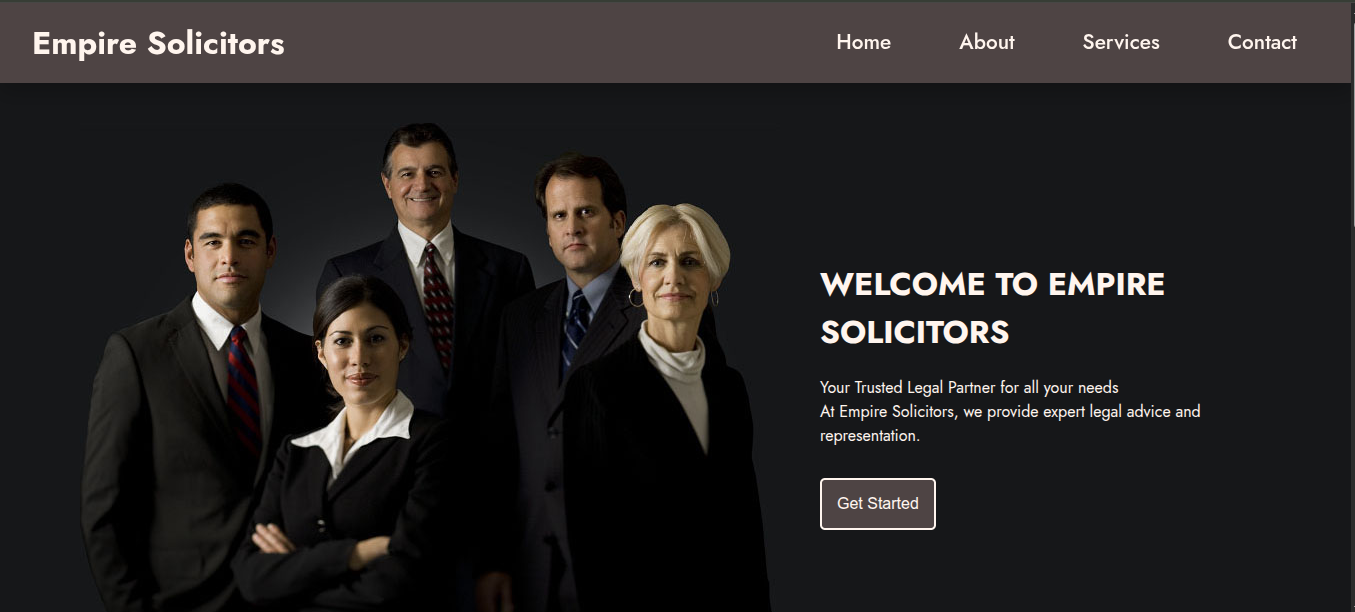 Empire Solicitors
Home
About
Services
Contact
WELCOME TO EMPIRE
SOLICITORS
Your Trusted Legal Partner for all your needs
At Empire Solicitors, we provide expert legal advice and
representation.
Get Started